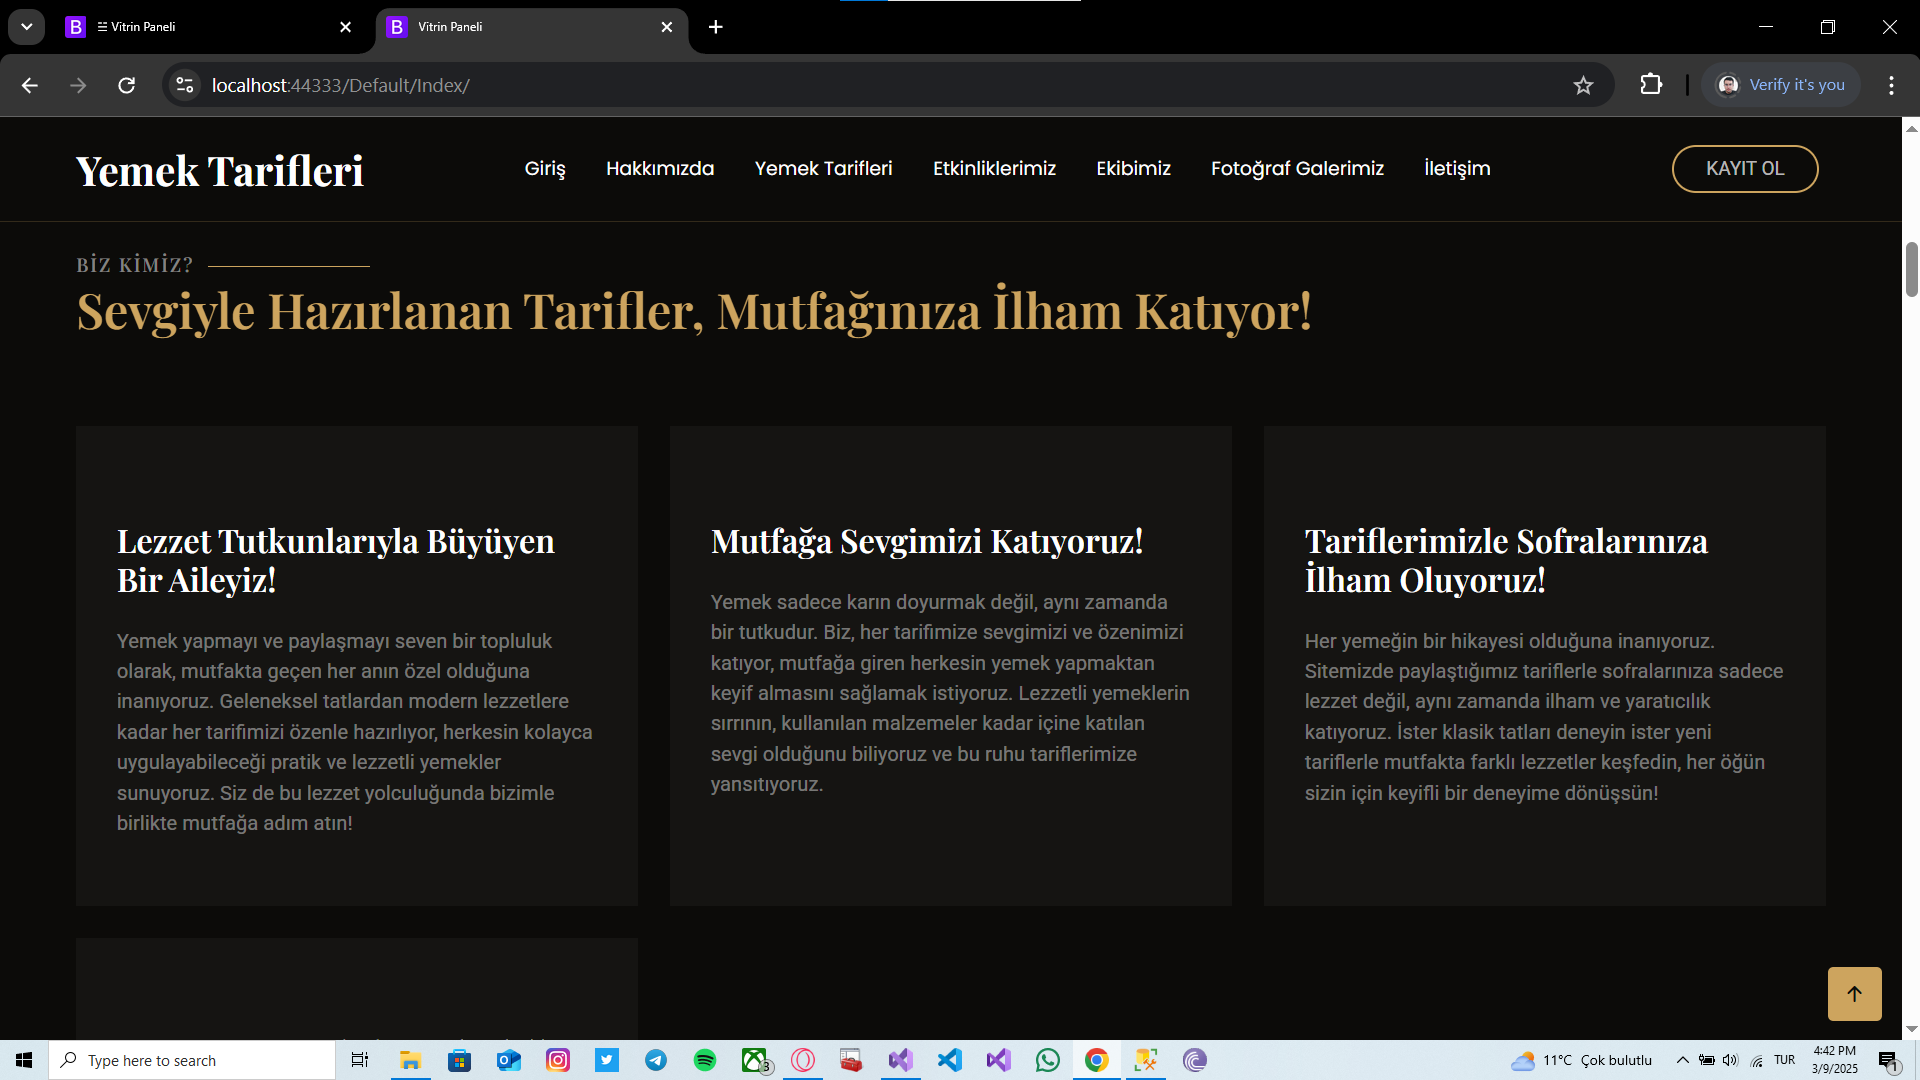 Vitrin Paneli
Vitrin Paneli
localhost:44333/Default/Index/
Verify it's you
Yemek Tarifleri
Giriş
Hakkımızda
Yemek Tarifleri
Etkinliklerimiz
Ekibimiz
Fotoğraf Galerimiz
İletişim
KAYIT OL
BİZ KİMİZ?
Sevgiyle Hazırlanan Tarifler, Mutfağınıza İlham Katıyor!
Lezzet Tutkunlarıyla Büyüyen
Bir Aileyiz!
Yemek yapmayı ve paylaşmayı seven bir topluluk
olarak, mutfakta geçen her anın özel olduğuna
inanıyoruz. Geleneksel tatlardan modern lezzetlere
kadar her tarifimizi özenle hazırlıyor, herkesin kolayca
uygulayabileceği pratik ve lezzetli yemekler
sunuyoruz. Siz de bu lezzet yolculuğunda bizimle
birlikte mutfağa adım atın!
Mutfağa Sevgimizi Katıyoruz!
Yemek sadece karın doyurmak değil, aynı zamanda
bir tutkudur. Biz, her tarifimize sevgimizi ve özenimizi
katıyor, mutfağa giren herkesin yemek yapmaktan
keyif almasını sağlamak istiyoruz. Lezzetli yemeklerin
sırrının, kullanılan malzemeler kadar içine katılan
sevgi olduğunu biliyoruz ve bu ruhu tariflerimize
yansıtıyoruz.
Tariflerimizle Sofralarınıza
İlham Oluyoruz!
Her yemeğin bir hikayesi olduğuna inanıyoruz.
Sitemizde paylaştığımız tariflerle sofralarınıza sadece
lezzet değil, aynı zamanda ilham ve yaratıcılık
katıyoruz. İster klasik tatları deneyin ister yeni
tariflerle mutfakta farklı lezzetler keşfedin, her öğün
sizin için keyifli bir deneyime dönüşsün!
Type here to search
3
11°C Çok bulutlu
TUR
4:42 PM
3/9/2025
1